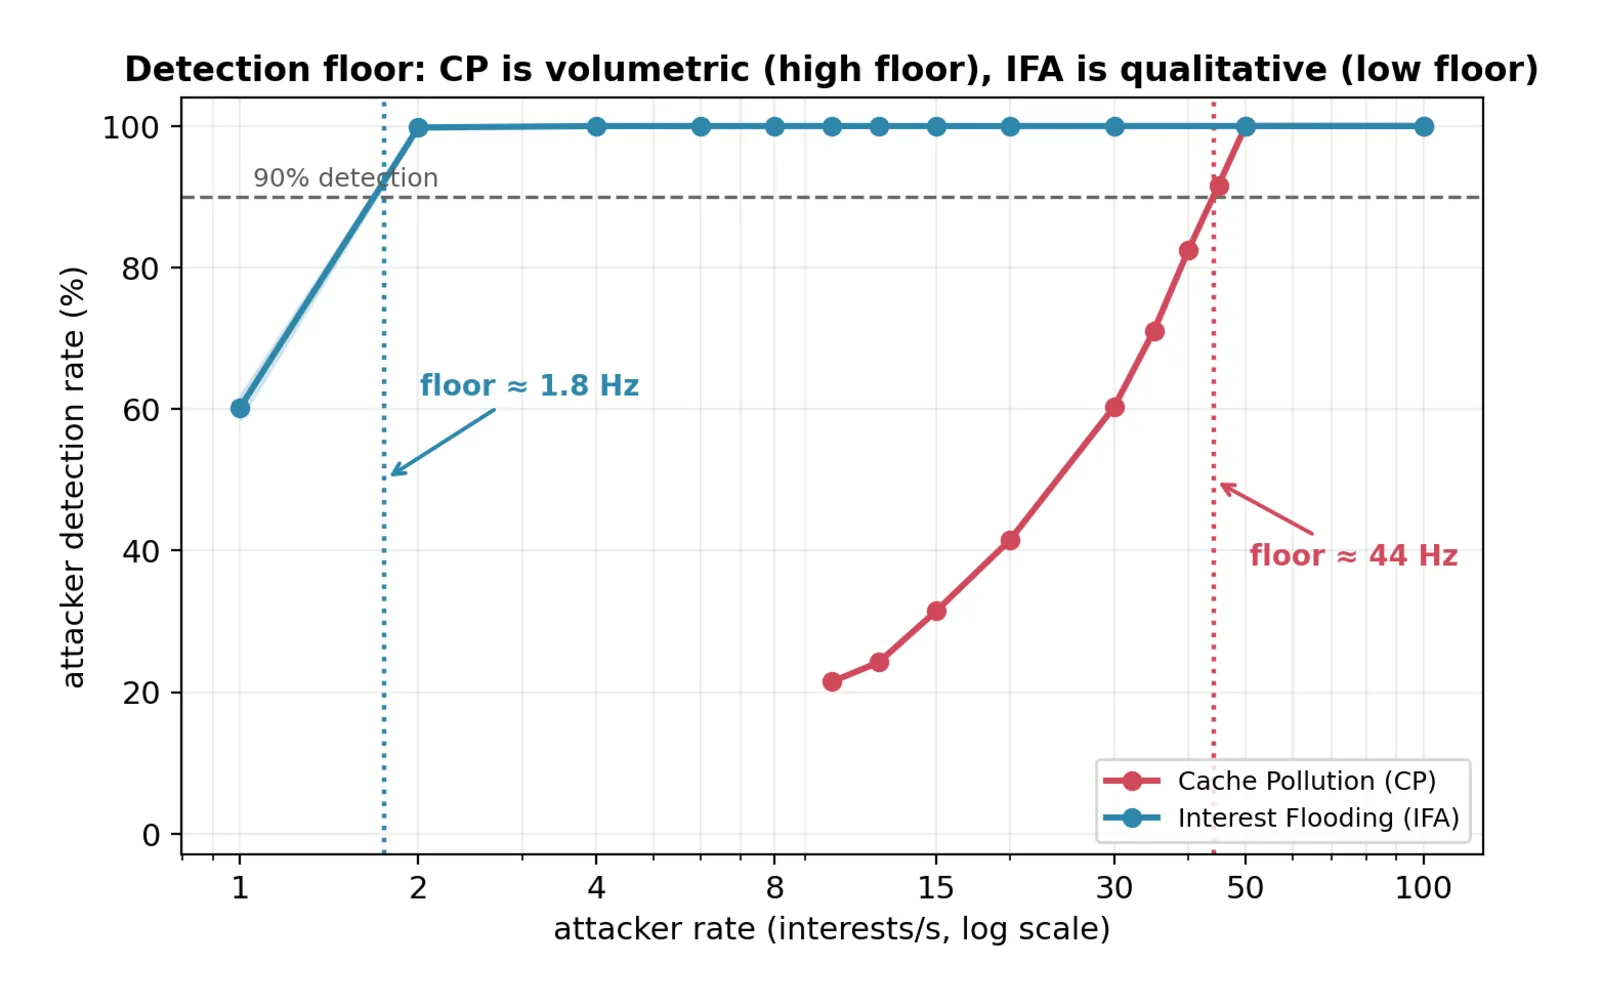 Detection floor: CP is volumetric (high floor), IFA is qualitative (low floor)
100
80
60
40
20
0
attacker detection rate (%)
90% detection
floor ≈ 1.8 Hz
floor ≈ 44 Hz
Cache Pollution (CP)
Interest Flooding (IFA)
1 2 4 8 15 30 50 100
attacker rate (interests/s, log scale)